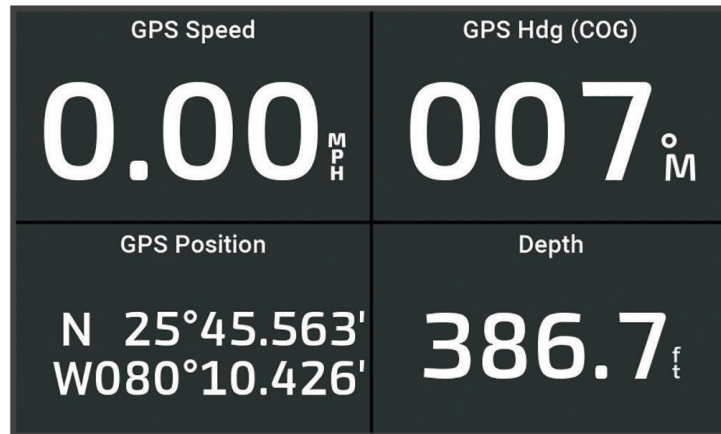 GPS Speed
0.00 MPH
GPS Hdg (COG)
007°M
GPS Position
N 25°45.563'
W080°10.426'
Depth
386.7 ft